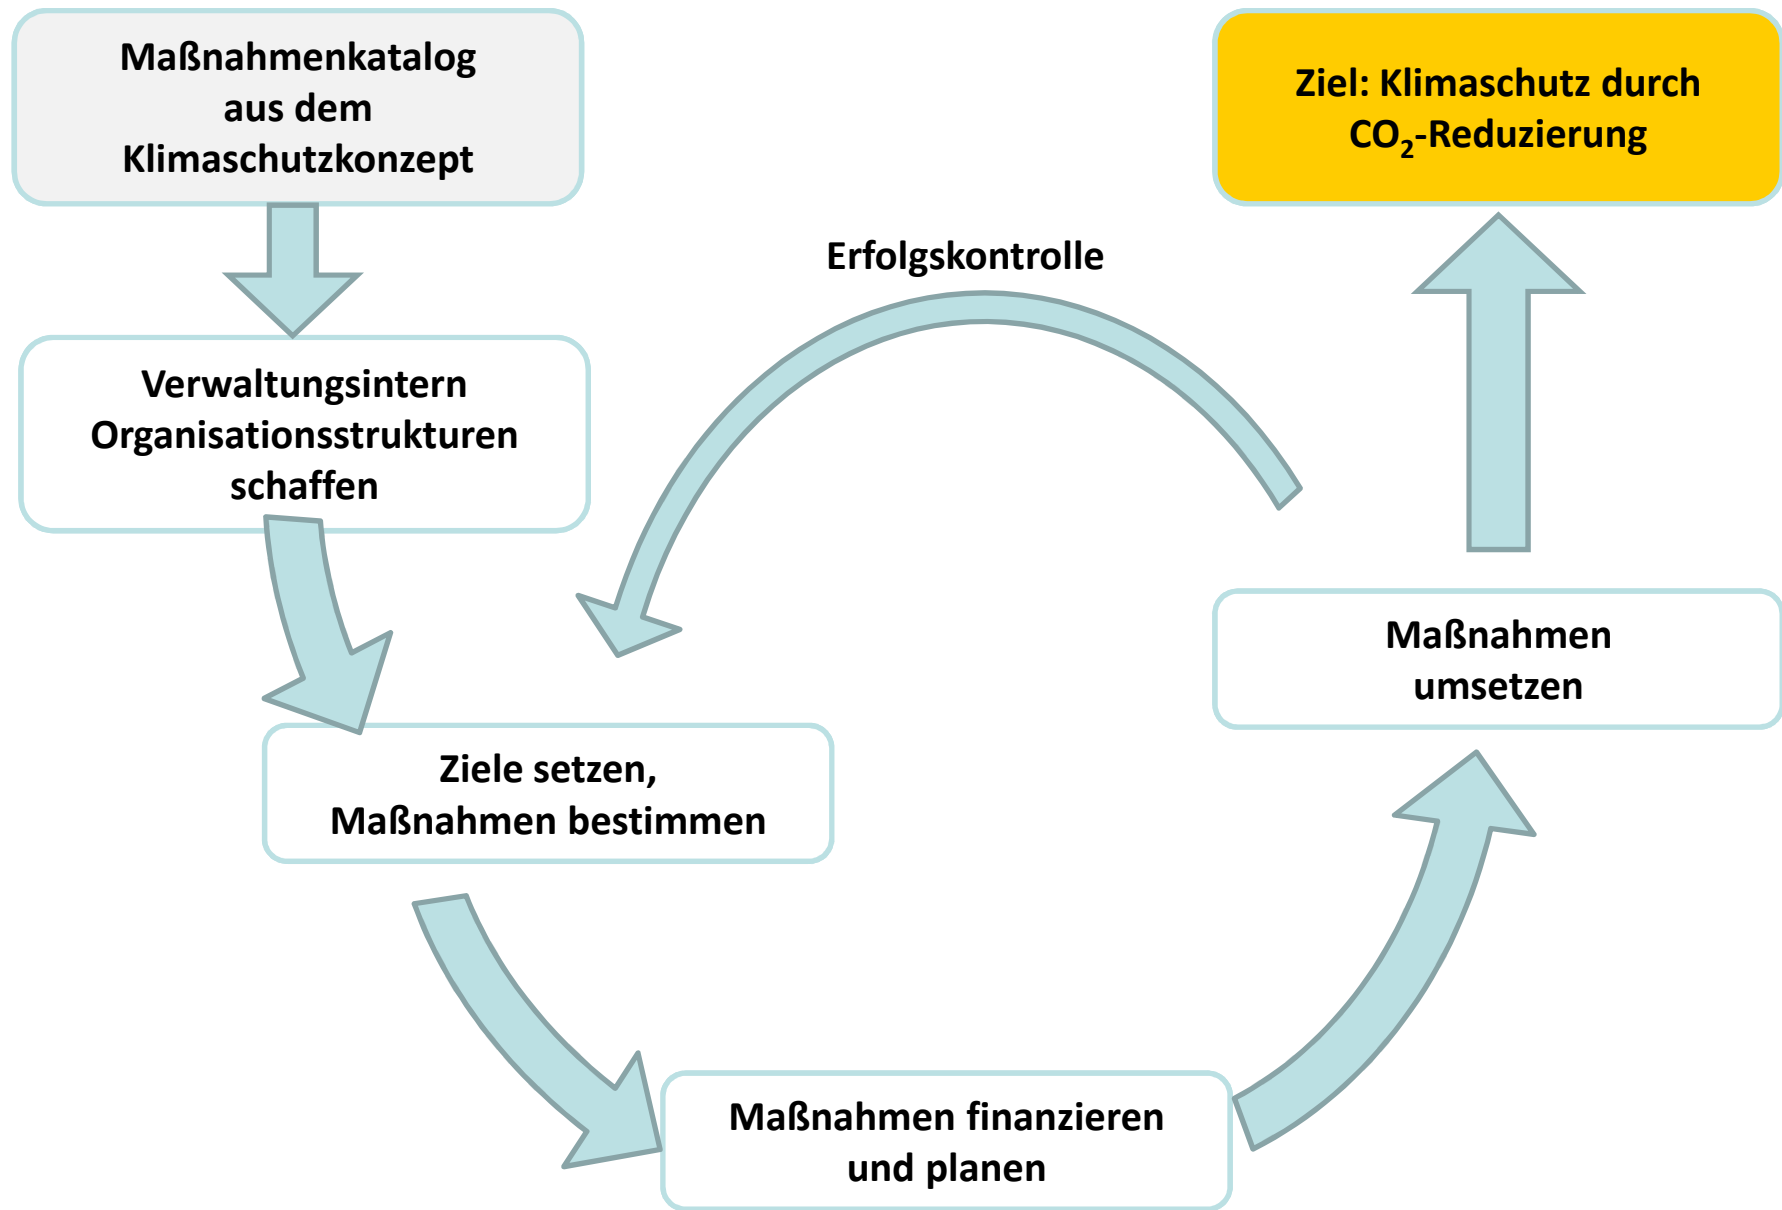 Maßnahmenkatalog
aus dem
Klimaschutzkonzept
Ziel: Klimaschutz durch
CO₂-Reduzierung
Erfolgskontrolle
Verwaltungsintern
Organisationsstrukturen
schaffen
Maßnahmen
umsetzen
Ziele setzen,
Maßnahmen bestimmen
Maßnahmen finanzieren
und planen